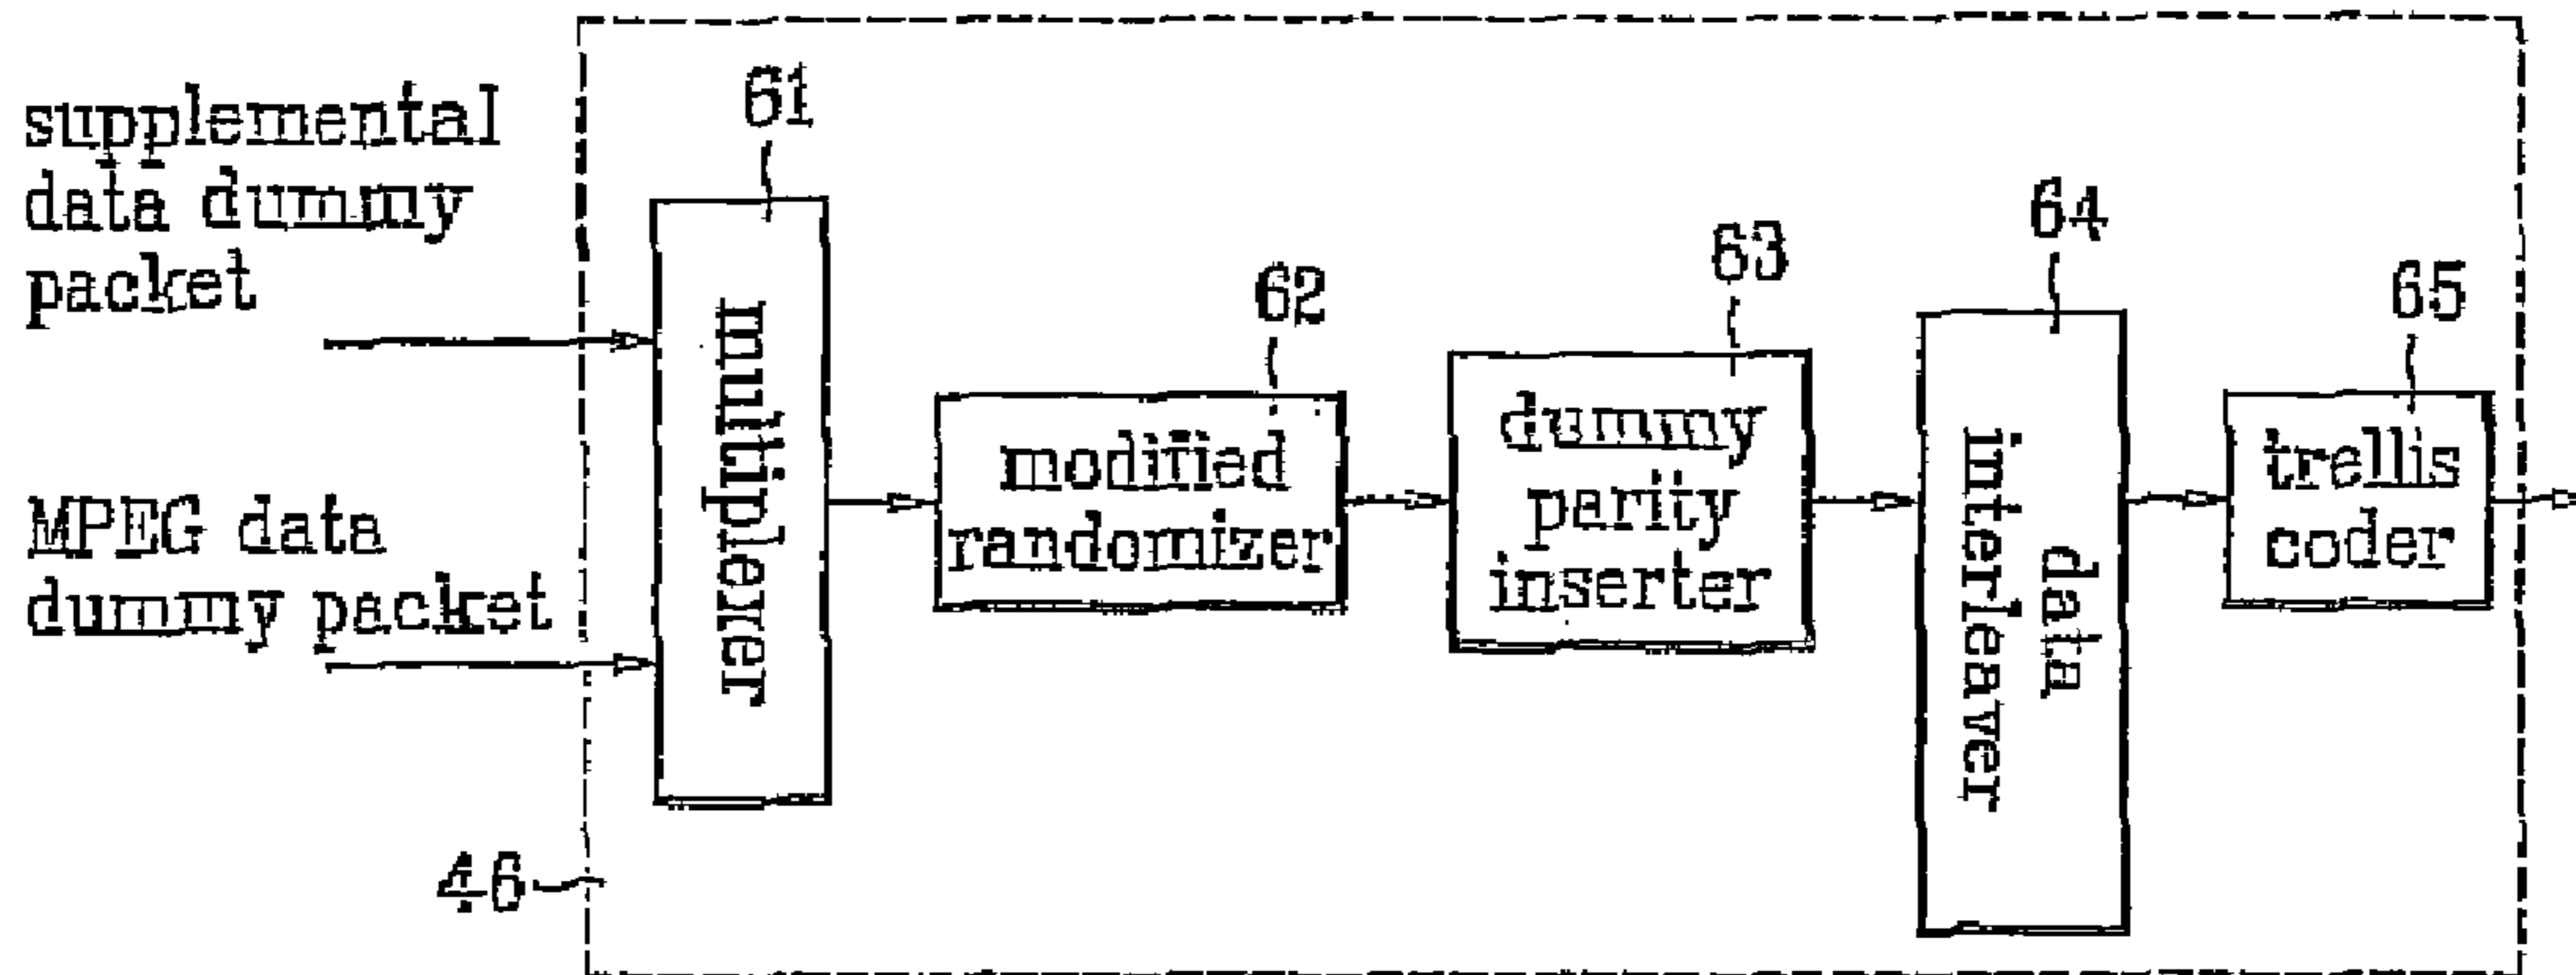 supplemental
data dummy
packet
MPEG data
dummy packet
46
61
multiplexer
62
modified
randomizer
63
dummy
parity
inserter
64
data
interleaver
65
trellis
coder